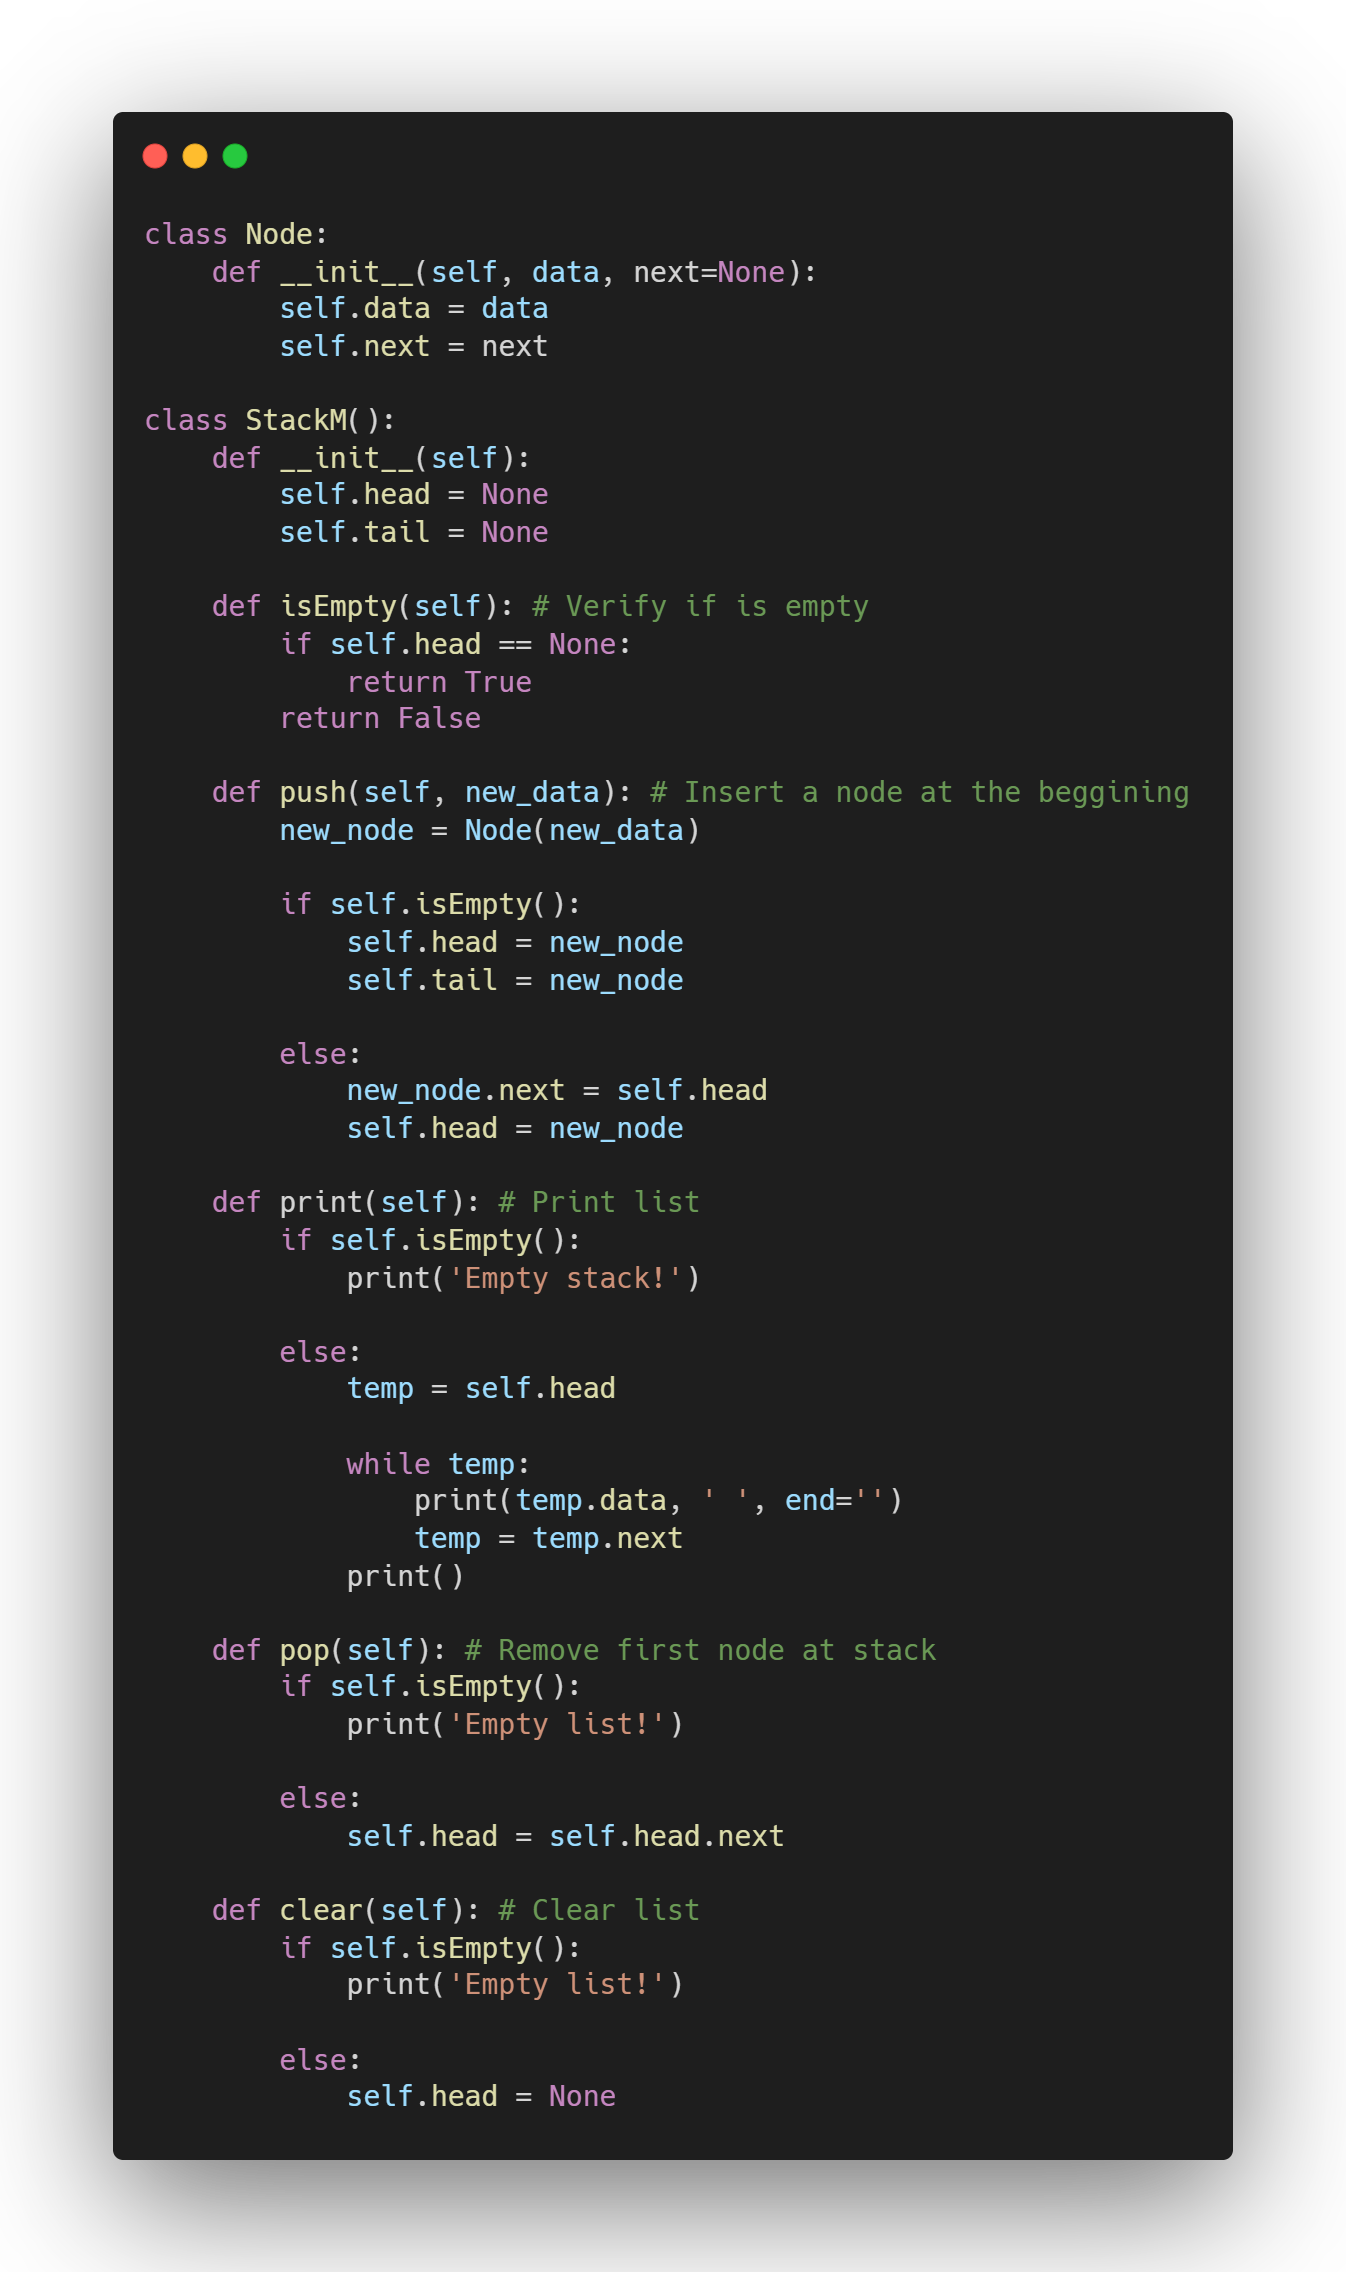 class Node:
    def __init__(self, data, next=None):
        self.data = data
        self.next = next

class StackM():
    def __init__(self):
        self.head = None
        self.tail = None

    def isEmpty(self): # Verify if is empty
        if self.head == None:
            return True
        return False

    def push(self, new_data): # Insert a node at the beggining
        new_node = Node(new_data)

        if self.isEmpty():
            self.head = new_node
            self.tail = new_node

        else:
            new_node.next = self.head
            self.head = new_node

    def print(self): # Print list
        if self.isEmpty():
            print('Empty stack!')

        else:
            temp = self.head

            while temp:
                print(temp.data, ' ', end='')
                temp = temp.next
            print()

    def pop(self): # Remove first node at stack
        if self.isEmpty():
            print('Empty list!')

        else:
            self.head = self.head.next

    def clear(self): # Clear list
        if self.isEmpty():
            print('Empty list!')

        else:
            self.head = None